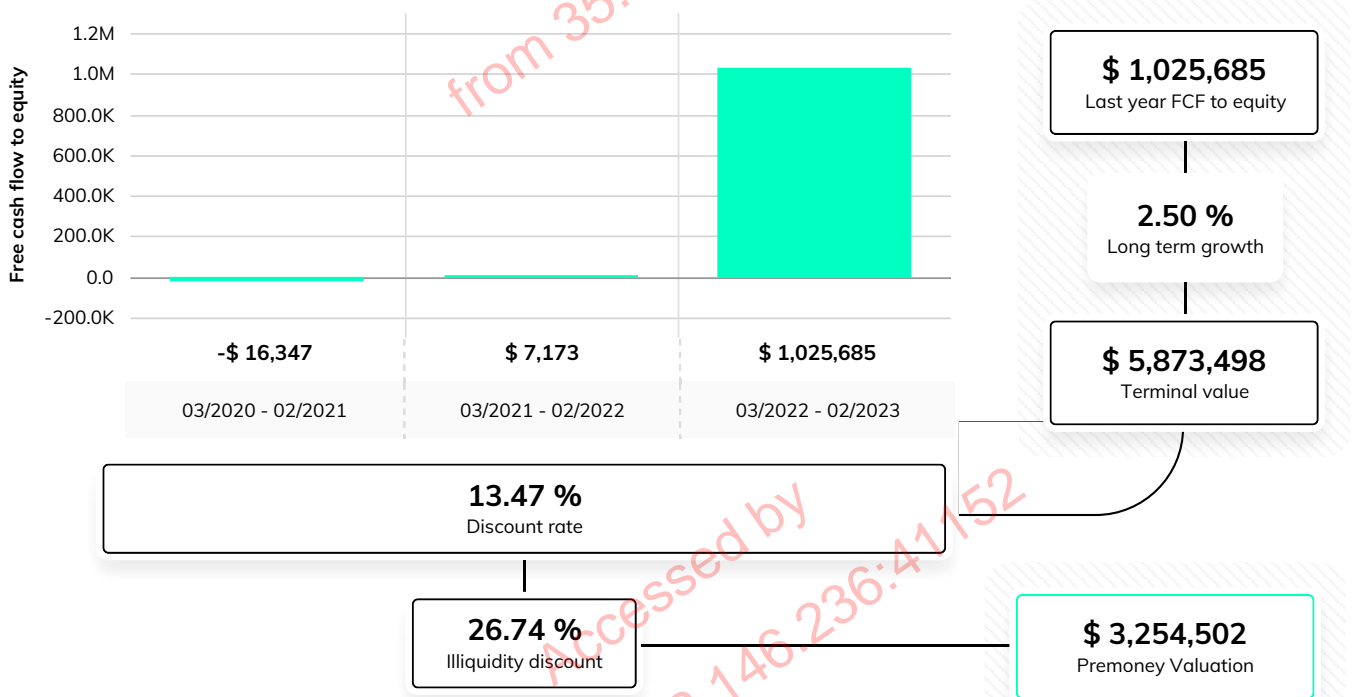 Free cash flow to equity
1.2M
1.0M
800.0K
600.0K
400.0K
200.0K
0.0
-200.0K
-$ 16,347
$ 7,173
$ 1,025,685
03/2020 - 02/2021
03/2021 - 02/2022
03/2022 - 02/2023
$ 1,025,685
Last year FCF to equity
2.50 %
Long term growth
$ 5,873,498
Terminal value
13.47 %
Discount rate
26.74 %
Illiquidity discount
$ 3,254,502
Premoney Valuation
from 35.
Accessed by
146.236:41152